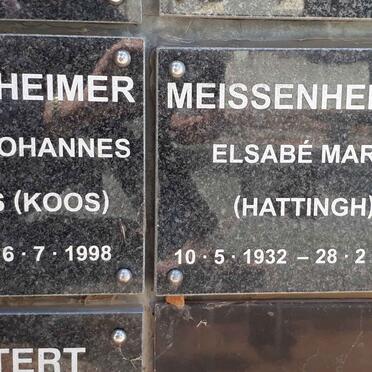 HEIMER
OHANNES
S (KOOS)
6 · 7 · 1998
MEISSENHE
ELSABÉ MAR
(HATTINGH)
10 · 5 · 1932 – 28 · 2
TERT